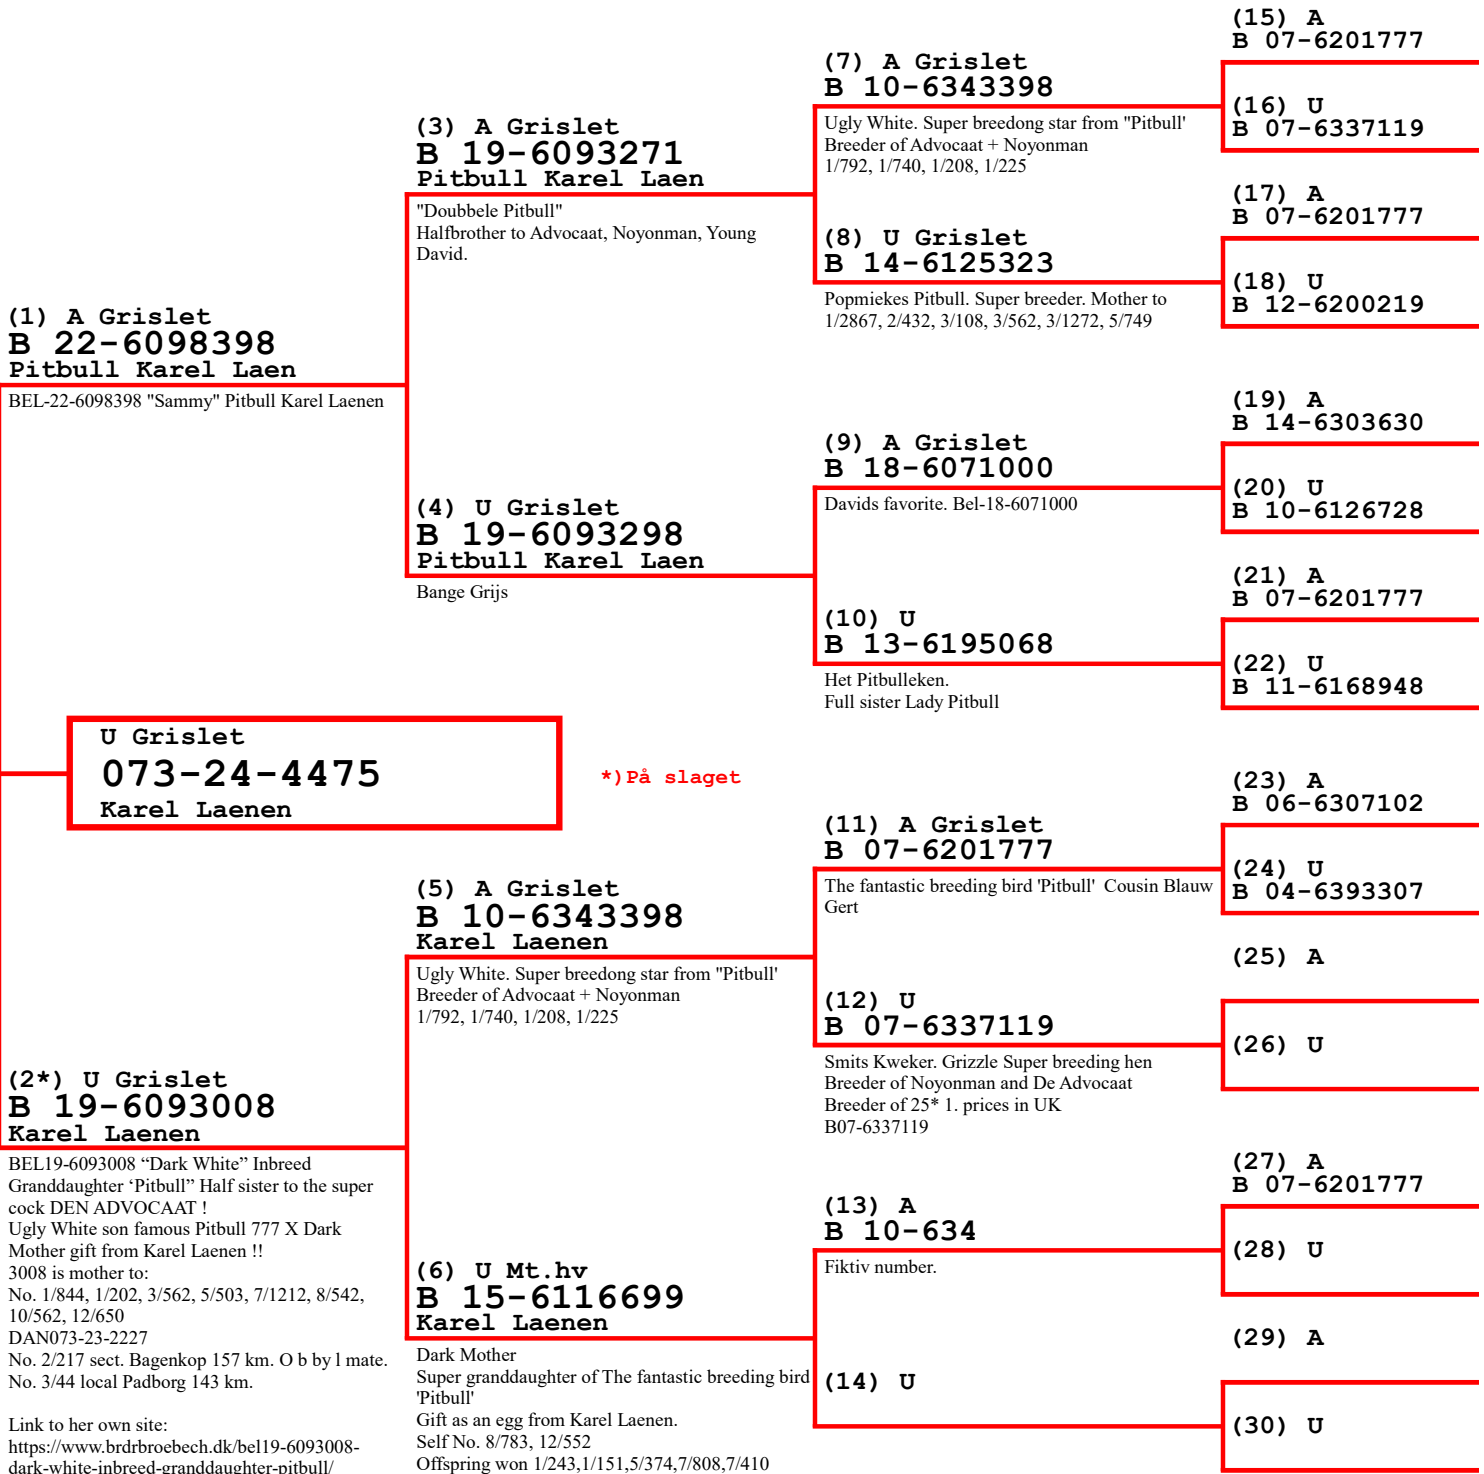 (1) A Grislet
B 22-6098398
Pitbull Karel Laen
BEL-22-6098398 "Sammy" Pitbull Karel Laenen
U Grislet
073-24-4475
Karel Laenen
*)På slaget
(2*) U Grislet
B 19-6093008
Karel Laenen
BEL19-6093008 “Dark White” Inbreed
Granddaughter ‘Pitbull” Half sister to the super
cock DEN ADVOCAAT !
Ugly White son famous Pitbull 777 X Dark
Mother gift from Karel Laenen !!
3008 is mother to:
No. 1/844, 1/202, 3/562, 5/503, 7/1212, 8/542,
10/562, 12/650
DAN073-23-2227
No. 2/217 sect. Bagenkop 157 km. O b by l mate.
No. 3/44 local Padborg 143 km.
Link to her own site:
https://www.brdrbroebech.dk/bel19-6093008-
dark-white-inbreed-granddaughter-pitbull/
(3) A Grislet
B 19-6093271
Pitbull Karel Laen
"Doubbele Pitbull"
Halfbrother to Advocaat, Noyonman, Young
David.
(4) U Grislet
B 19-6093298
Pitbull Karel Laen
Bange Grijs
(5) A Grislet
B 10-6343398
Karel Laenen
Ugly White. Super breedong star from "Pitbull'
Breeder of Advocaat + Noyonman
1/792, 1/740, 1/208, 1/225
(6) U Mt.hv
B 15-6116699
Karel Laenen
Dark Mother
Super granddaughter of The fantastic breeding bird
'Pitbull'
Gift as an egg from Karel Laenen.
Self No. 8/783, 12/552
Offspring won 1/243,1/151,5/374,7/808,7/410
(7) A Grislet
B 10-6343398
Ugly White. Super breedong star from "Pitbull'
Breeder of Advocaat + Noyonman
1/792, 1/740, 1/208, 1/225
(8) U Grislet
B 14-6125323
Popmiekes Pitbull. Super breeder. Mother to
1/2867, 2/432, 3/108, 3/562, 3/1272, 5/749
(9) A Grislet
B 18-6071000
Davids favorite. Bel-18-6071000
(10) U
B 13-6195068
Het Pitbulleken.
Full sister Lady Pitbull
(11) A Grislet
B 07-6201777
The fantastic breeding bird 'Pitbull' Cousin Blauw
Gert
(12) U
B 07-6337119
Smits Kweker. Grizzle Super breeding hen
Breeder of Noyonman and De Advocaat
Breeder of 25* 1. prices in UK
B07-6337119
(13) A
B 10-634
Fiktiv number.
(14) U
(15) A
B 07-6201777
(16) U
B 07-6337119
(17) A
B 07-6201777
(18) U
B 12-6200219
(19) A
B 14-6303630
(20) U
B 10-6126728
(21) A
B 07-6201777
(22) U
B 11-6168948
(23) A
B 06-6307102
(24) U
B 04-6393307
(25) A
(26) U
(27) A
B 07-6201777
(28) U
(29) A
(30) U